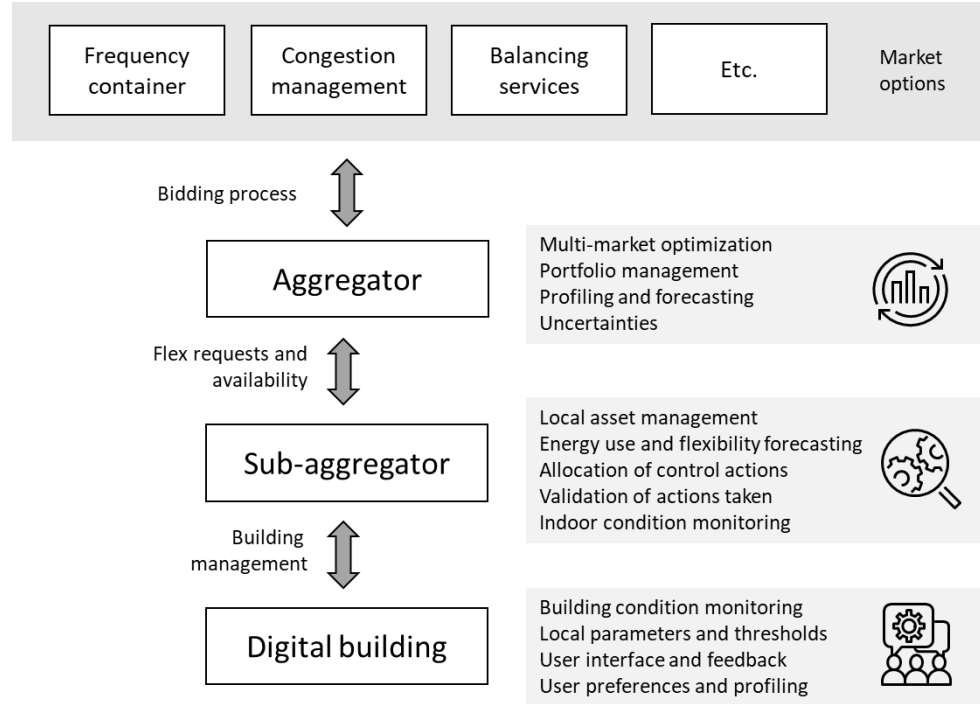 Frequency
container
Congestion
management
Balancing
services
Etc.
Market
options
Bidding process
Aggregator
Multi-market optimization
Portfolio management
Profiling and forecasting
Uncertainties
Flex requests and
availability
Sub-aggregator
Local asset management
Energy use and flexibility forecasting
Allocation of control actions
Validation of actions taken
Indoor condition monitoring
Building
management
Digital building
Building condition monitoring
Local parameters and thresholds
User interface and feedback
User preferences and profiling